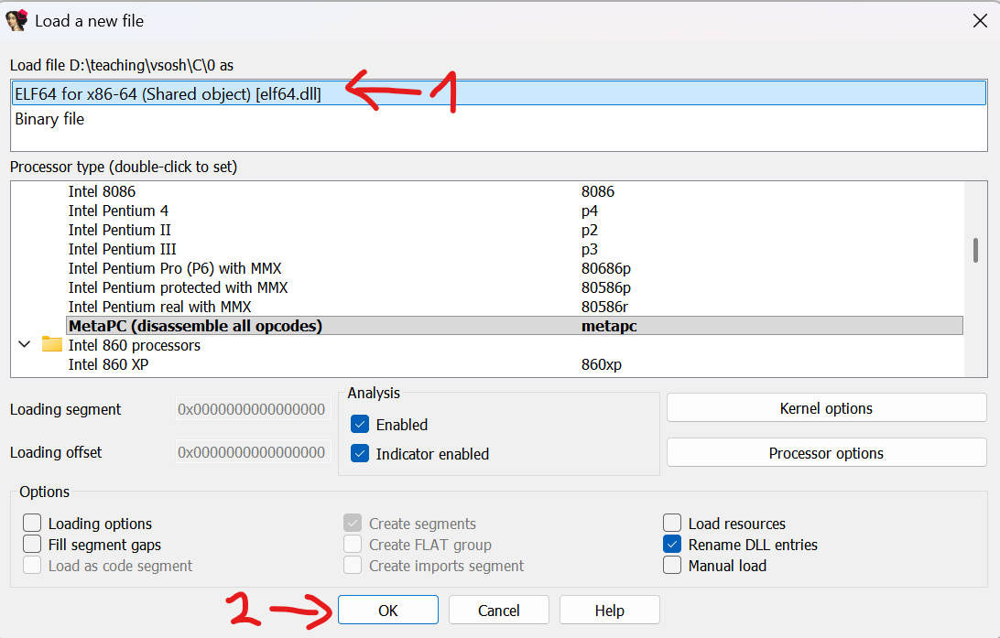 Load a new file
Load file D:\teaching\vsosh\C\0 as
ELF64 for x86-64 (Shared object) [elf64.dll]
1
Binary file
Processor type (double-click to set)
Intel 8086 8086
Intel Pentium 4 p4
Intel Pentium II p2
Intel Pentium III p3
Intel Pentium Pro (P6) with MMX 80686p
Intel Pentium protected with MMX 80586p
Intel Pentium real with MMX 80586r
MetaPC (disassemble all opcodes) metapc
Intel 860 processors
Intel 860 XP 860xp
Loading segment 0x0000000000000000
Loading offset 0x0000000000000000
Analysis
Enabled
Indicator enabled
Kernel options
Processor options
Options
Loading options
Fill segment gaps
Load as code segment
Create segments
Create FLAT group
Create imports segment
Load resources
Rename DLL entries
Manual load
2
OK
Cancel
Help